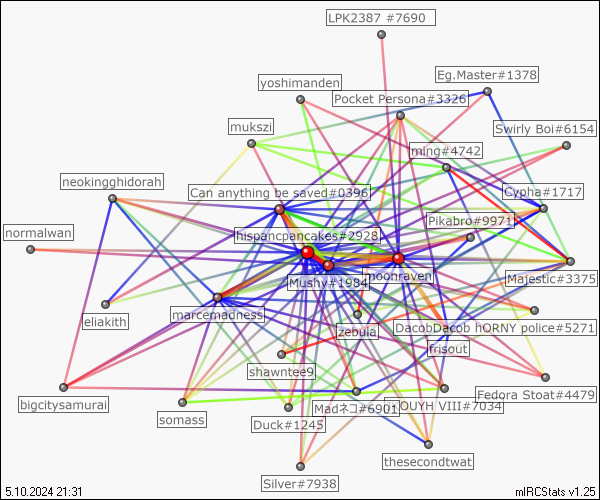 LPK2387 #7690
Eg.Master#1378
yoshimanden
Pocket Persona#3326
mukszi
Swirly Boi#6154
ming#4742
neokingghidorah
Can anything be saved#0396
Cypha#1717
Pikabro#9971
normalwan
hispancpancakes#2928
Mushy#1984
moonraven
Majestic#3375
marcemadness
eliakith
zebula
DacobDacob hORNY police#5271
frisout
shawntee9
Fedora Stoat#4479
bigcitysamurai
somass
Madネコ#6901
OUYH VIII#7034
Duck#1245
thesecondtwat
Silver#7938
5.10.2024 21:31
mIRCStats v1.25